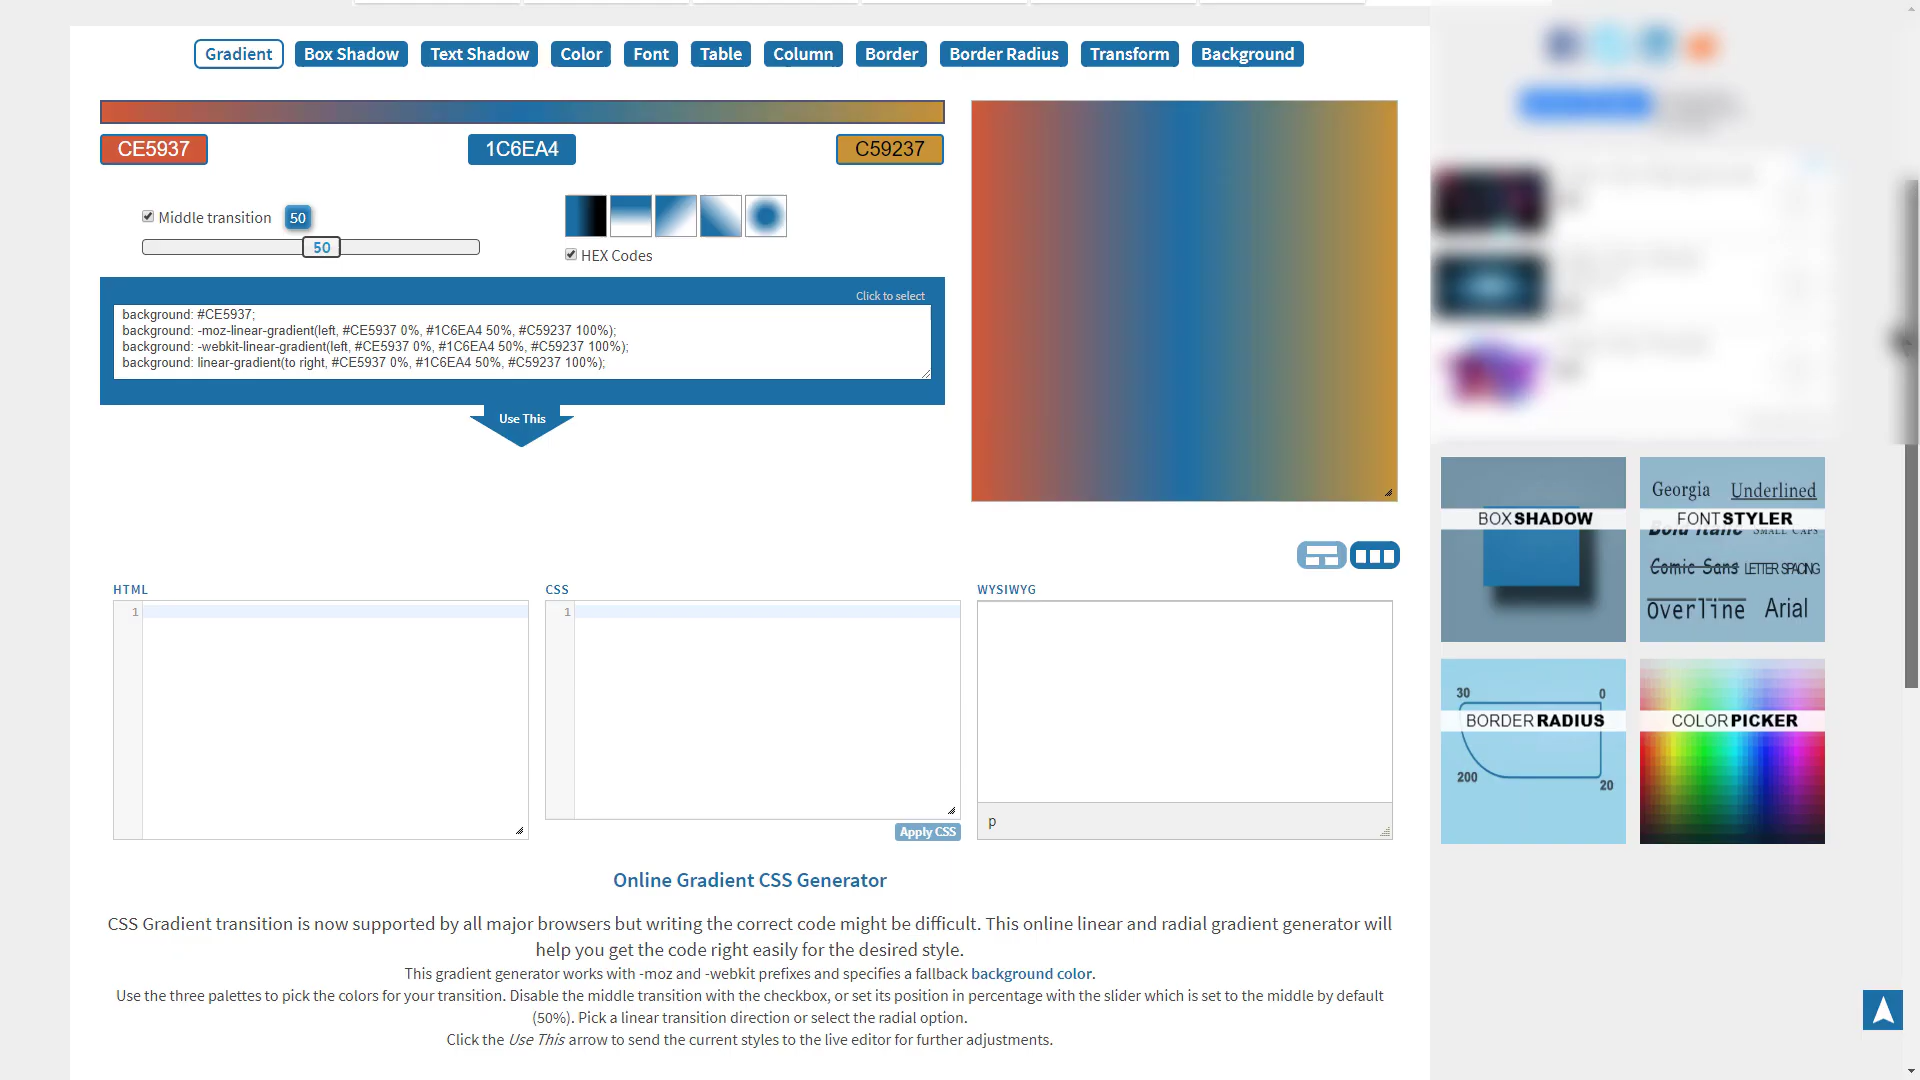 Gradient Box Shadow Text Shadow Color Font Table Column Border Border Radius Transform Background
CE5937 1C6EA4 C59237
Middle transition 50
50
HEX Codes
Click to select
background: #CE5937;
background: -moz-linear-gradient(left, #CE5937 0%, #1C6EA4 50%, #C59237 100%);
background: -webkit-linear-gradient(left, #CE5937 0%, #1C6EA4 50%, #C59237 100%);
background: linear-gradient(to right, #CE5937 0%, #1C6EA4 50%, #C59237 100%);
Use This
HTML
1
CSS
1
Apply CSS
WYSIWYG
p
Online Gradient CSS Generator
CSS Gradient transition is now supported by all major browsers but writing the correct code might be difficult. This online linear and radial gradient generator will
help you get the code right easily for the desired style.
This gradient generator works with -moz and -webkit prefixes and specifies a fallback background color.
Use the three palettes to pick the colors for your transition. Disable the middle transition with the checkbox, or set its position in percentage with the slider which is set to the middle by default
(50%). Pick a linear transition direction or select the radial option.
Click the Use This arrow to send the current styles to the live editor for further adjustments.
BOX SHADOW
Georgia Underlined
FONT STYLER
Bold Italic SMALL CAPS
Comic Sans LETTER SPACING
Overline Arial
30 0
BORDER RADIUS
200 20
COLOR PICKER